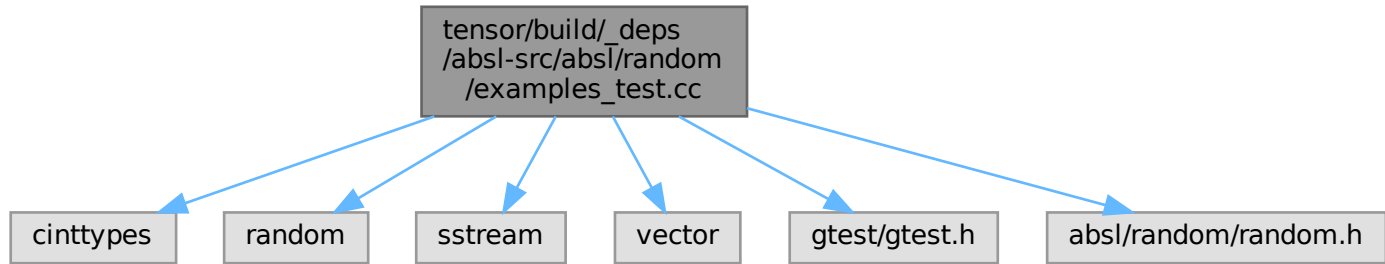 tensor/build/_deps
/absl-src/absl/random
/examples_test.cc
cinttypes
random
sstream
vector
gtest/gtest.h
absl/random/random.h